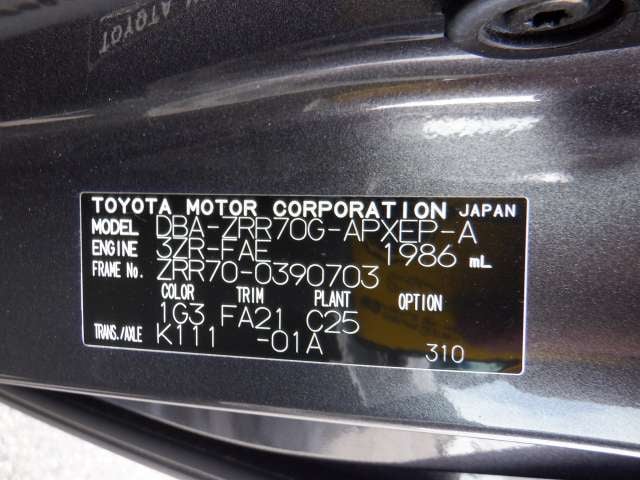 TOYOTA MOTOR CORPORATION JAPAN
MODEL DBA-ZRR70G-APXEP-A
ENGINE 3ZR-FAE 1986 mL
FRAME No. ZRR70-0390703
COLOR TRIM PLANT OPTION
1G3 FA21 C25
TRANS./AXLE K111 -01A 310